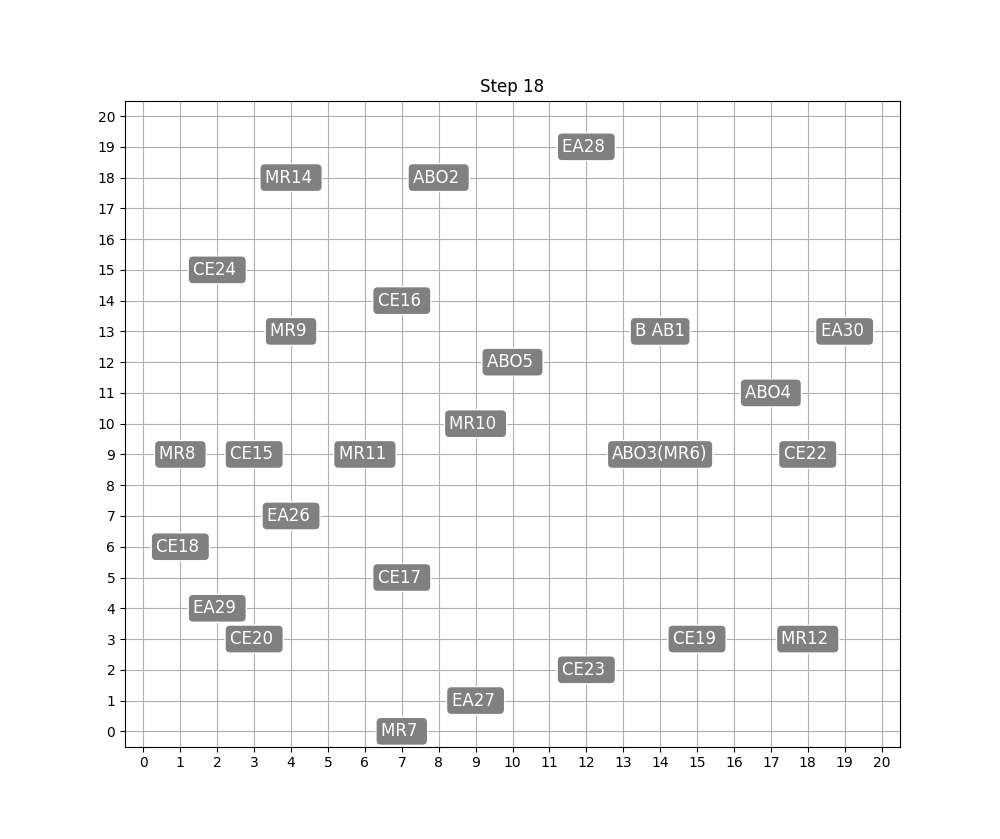 Step 18
20
19 EA28
18 MR14 ABO2
17
16
15 CE24
14 CE16
13 MR9 B AB1 EA30
12 ABO5
11 ABO4
10 MR10
9 MR8 CE15 MR11 ABO3(MR6) CE22
8
7 EA26
6 CE18
5 CE17
4 EA29
3 CE20 CE19 MR12
2 CE23
1 EA27
0 MR7
0 1 2 3 4 5 6 7 8 9 10 11 12 13 14 15 16 17 18 19 20